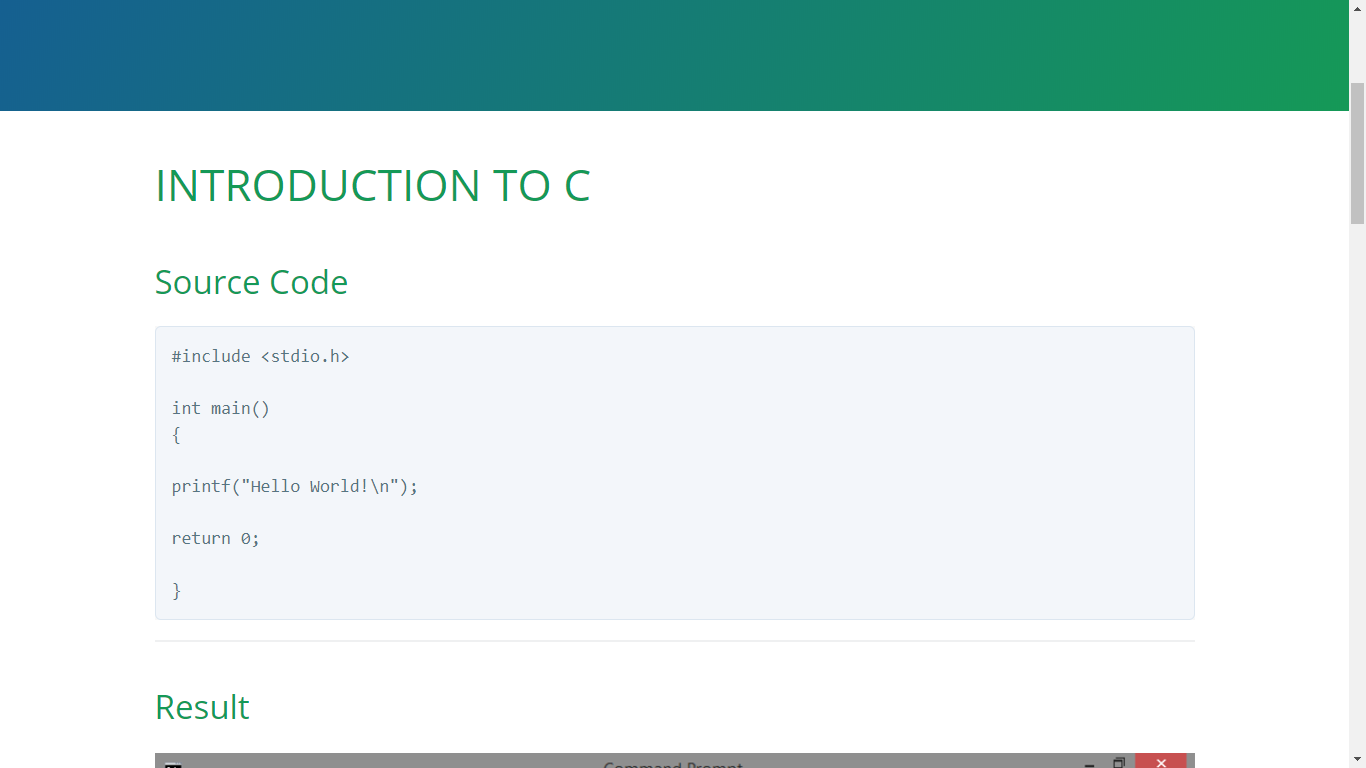 INTRODUCTION TO C
Source Code
#include <stdio.h>
int main()
{
printf("Hello World!\n");
return 0;
}
Result
Command Prompt